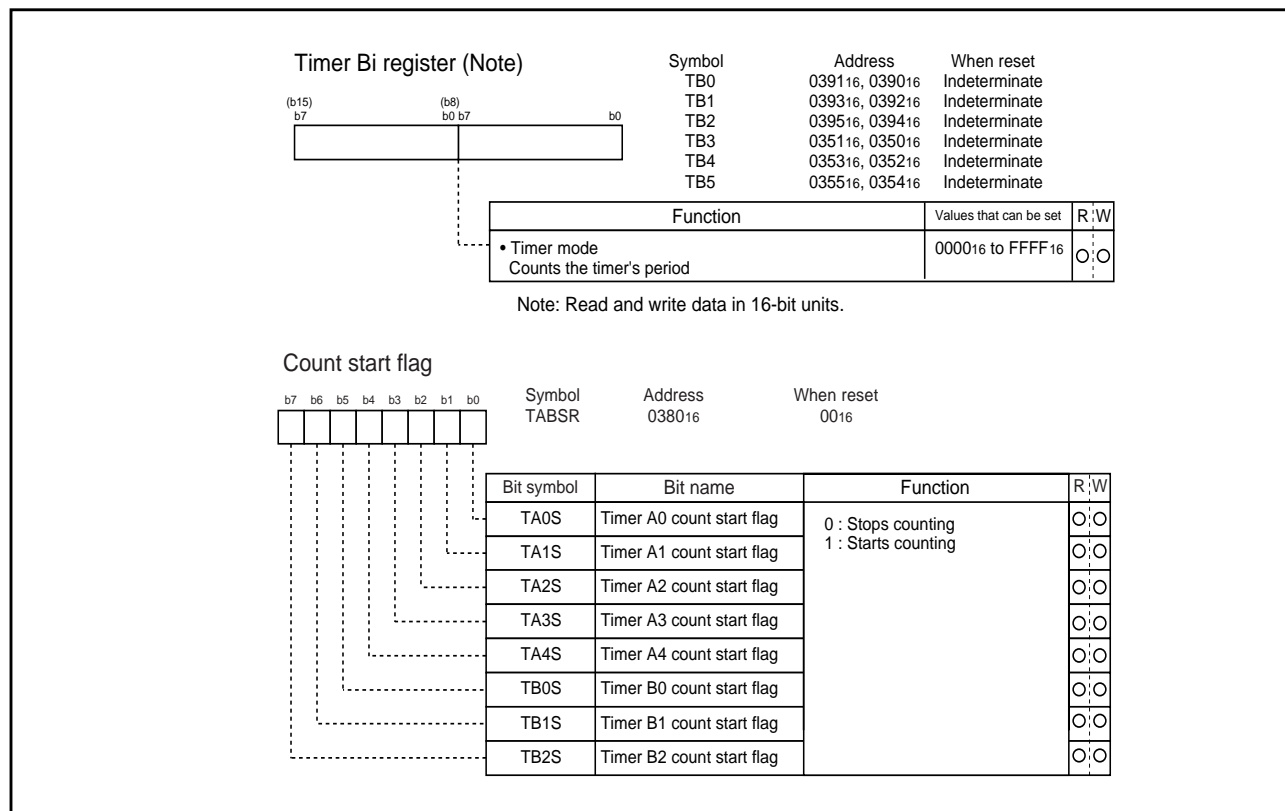 Timer Bi register (Note)
Symbol Address When reset
TB0 039116, 039016 Indeterminate
TB1 039316, 039216 Indeterminate
TB2 039516, 039416 Indeterminate
TB3 035116, 035016 Indeterminate
TB4 035316, 035216 Indeterminate
TB5 035516, 035416 Indeterminate
(b15) (b8)
b7 b0 b7 b0
Function Values that can be set R W
• Timer mode 000016 to FFFF16
Counts the timer's period
Note: Read and write data in 16-bit units.
Count start flag
Symbol Address When reset
TABSR 038016 0016
b7 b6 b5 b4 b3 b2 b1 b0
Bit symbol Bit name Function R W
TA0S Timer A0 count start flag 0 : Stops counting
1 : Starts counting
TA1S Timer A1 count start flag
TA2S Timer A2 count start flag
TA3S Timer A3 count start flag
TA4S Timer A4 count start flag
TB0S Timer B0 count start flag
TB1S Timer B1 count start flag
TB2S Timer B2 count start flag